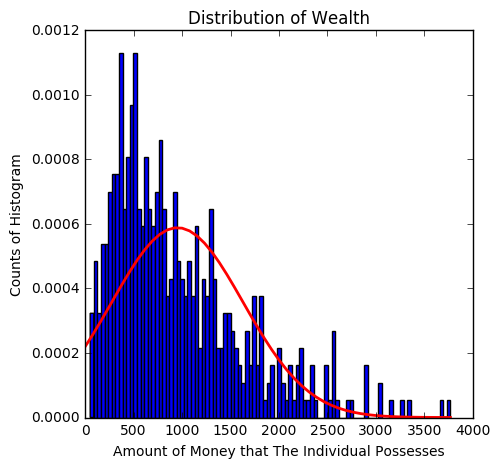 Distribution of Wealth
0.0012
0.0010
0.0008
0.0006
0.0004
0.0002
0.0000
Counts of Histogram
0 500 1000 1500 2000 2500 3000 3500 4000
Amount of Money that The Individual Possesses